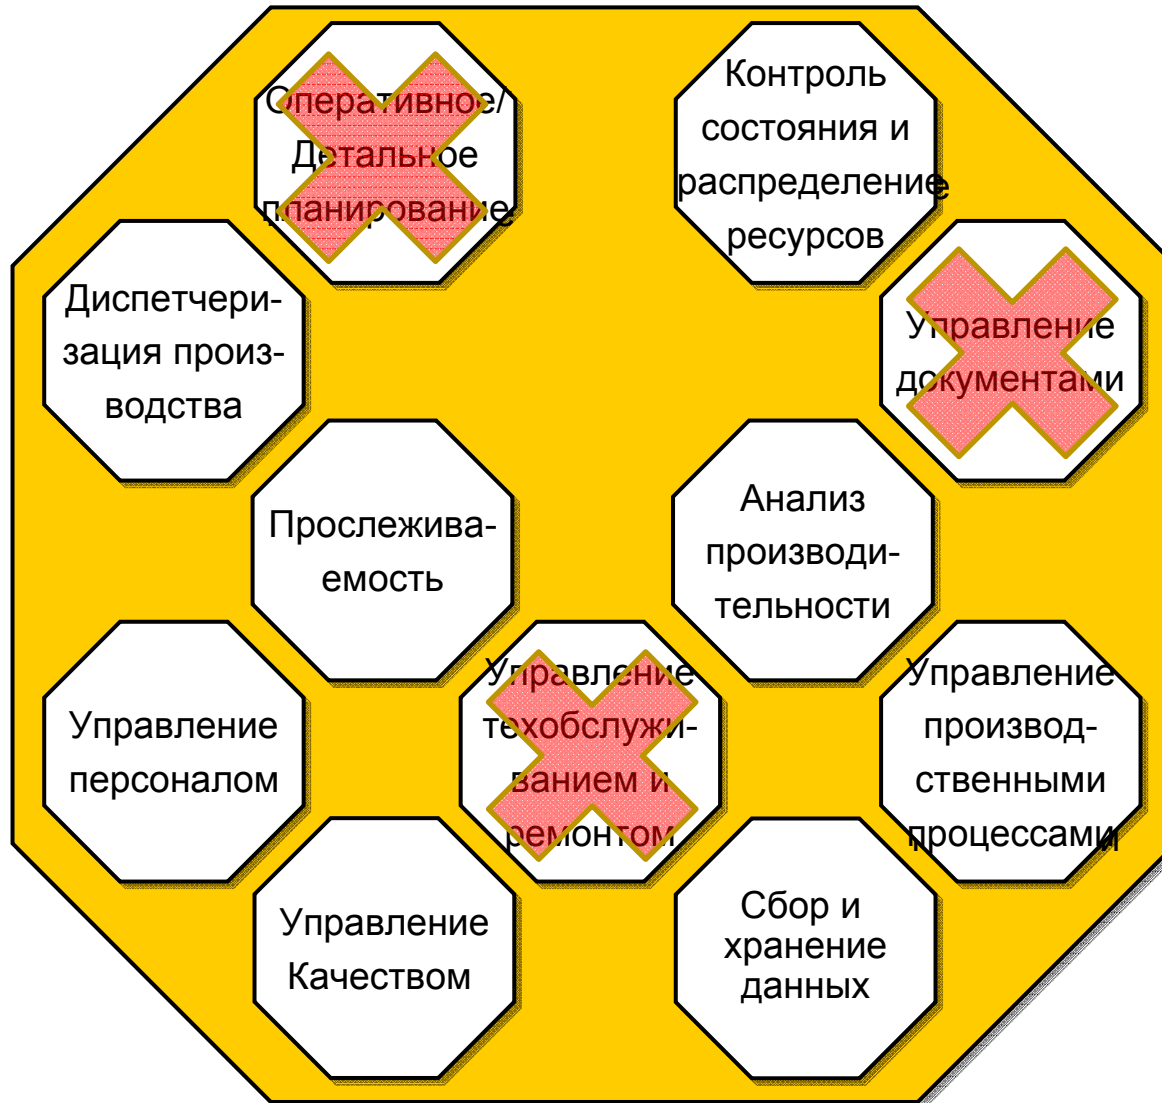 Оперативное/
Детальное
планирование
Контроль
состояния и
распределение
ресурсов
Диспетчери-
зация произ-
водства
Управление
документами
Прослежива-
емость
Анализ
производи-
тельности
Управление
персоналом
Управление
техобслужи-
ванием и
ремонтом
Управление
производ-
ственными
процессами
Управление
Качеством
Сбор и
хранение
данных